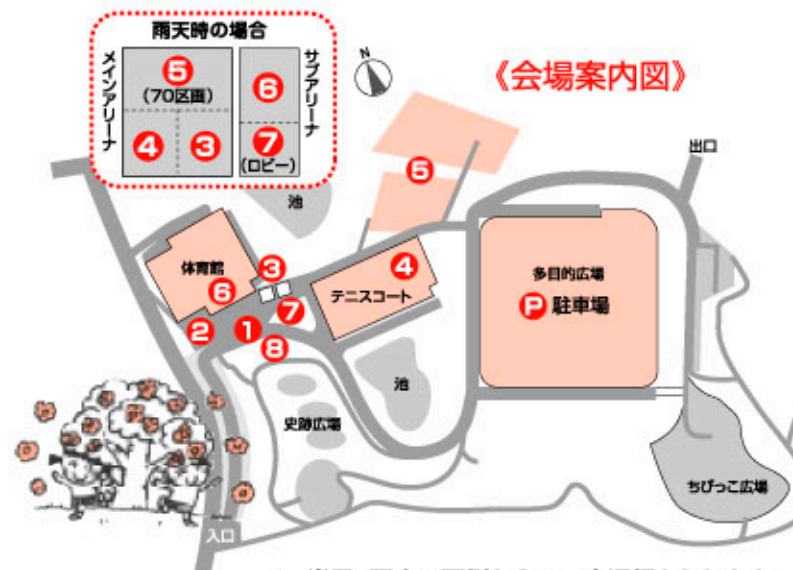 雨天時の場合
メインアリーナ
サブアリーナ
5
(70区画)
4
3
6
7
(ロビー)
N
《会場案内図》
出口
5
池
体育館
3
6
4
テニスコート
多目的広場
P 駐車場
2
1
7
8
池
史跡広場
ちびっこ広場
入口